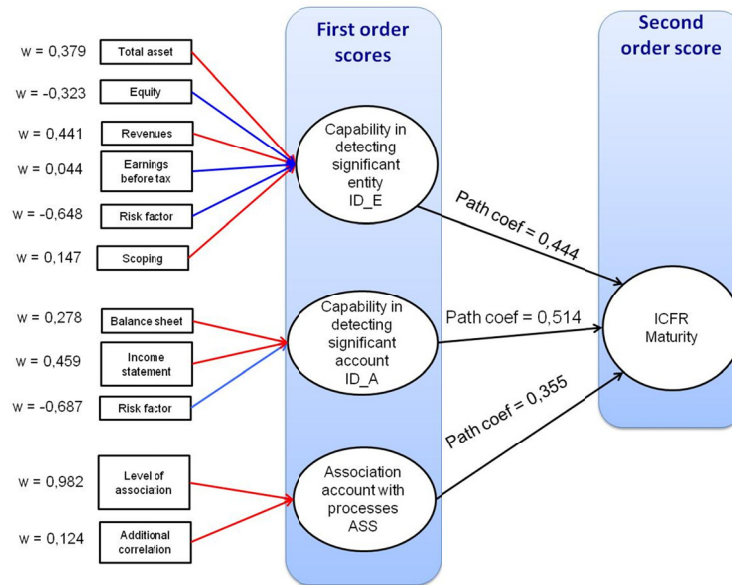 First order
scores
Second
order score
w = 0,379
Total asset
w = -0,323
Equity
w = 0,441
Revenues
w = 0,044
Earnings
before tax
w = -0,648
Risk factor
w = 0,147
Scoping
Capability in
detecting
significant
entity
ID_E
Path coef = 0,444
w = 0,278
Balance sheet
w = 0,459
Income
statement
w = -0,687
Risk factor
Capability in
detecting
significant
account
ID_A
Path coef = 0,514
ICFR
Maturity
w = 0,982
Level of
association
w = 0,124
Additional
correlation
Association
account with
processes
ASS
Path coef = 0,355